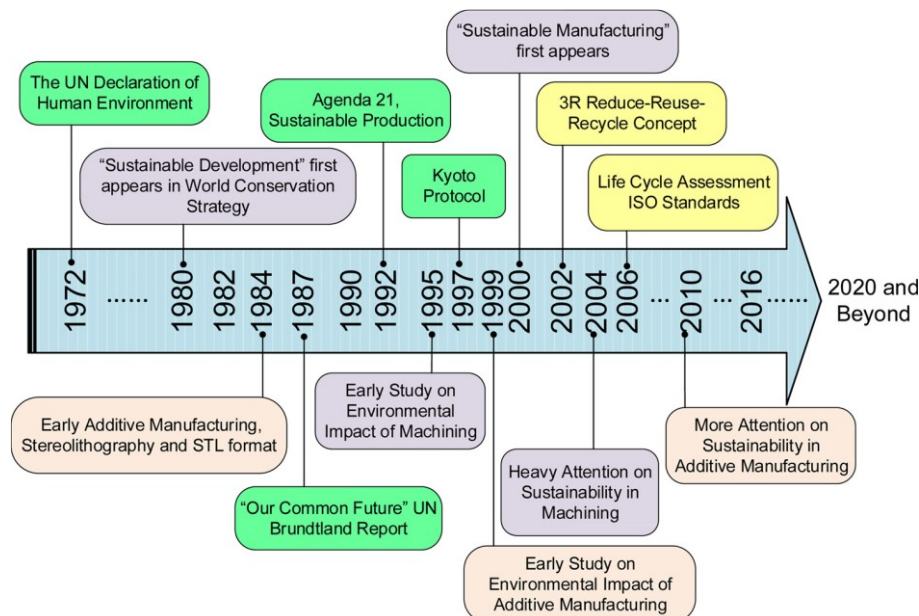 "Sustainable Manufacturing"
first appears
The UN Declaration of
Human Environment
Agenda 21,
Sustainable Production
3R Reduce-Reuse-
Recycle Concept
"Sustainable Development" first
appears in World Conservation
Strategy
Kyoto
Protocol
Life Cycle Assessment
ISO Standards
1972 ...... 1980 1982 1984 1987 1990 1992 1995 1997 1999 2000 2002 2004 2006 ... 2010 ... 2016 ......
2020 and
Beyond
Early Additive Manufacturing,
Stereolithography and STL format
Early Study on
Environmental
Impact of Machining
More Attention on
Sustainability in
Additive Manufacturing
Heavy Attention on
Sustainability in
Machining
"Our Common Future" UN
Brundtland Report
Early Study on
Environmental Impact of
Additive Manufacturing